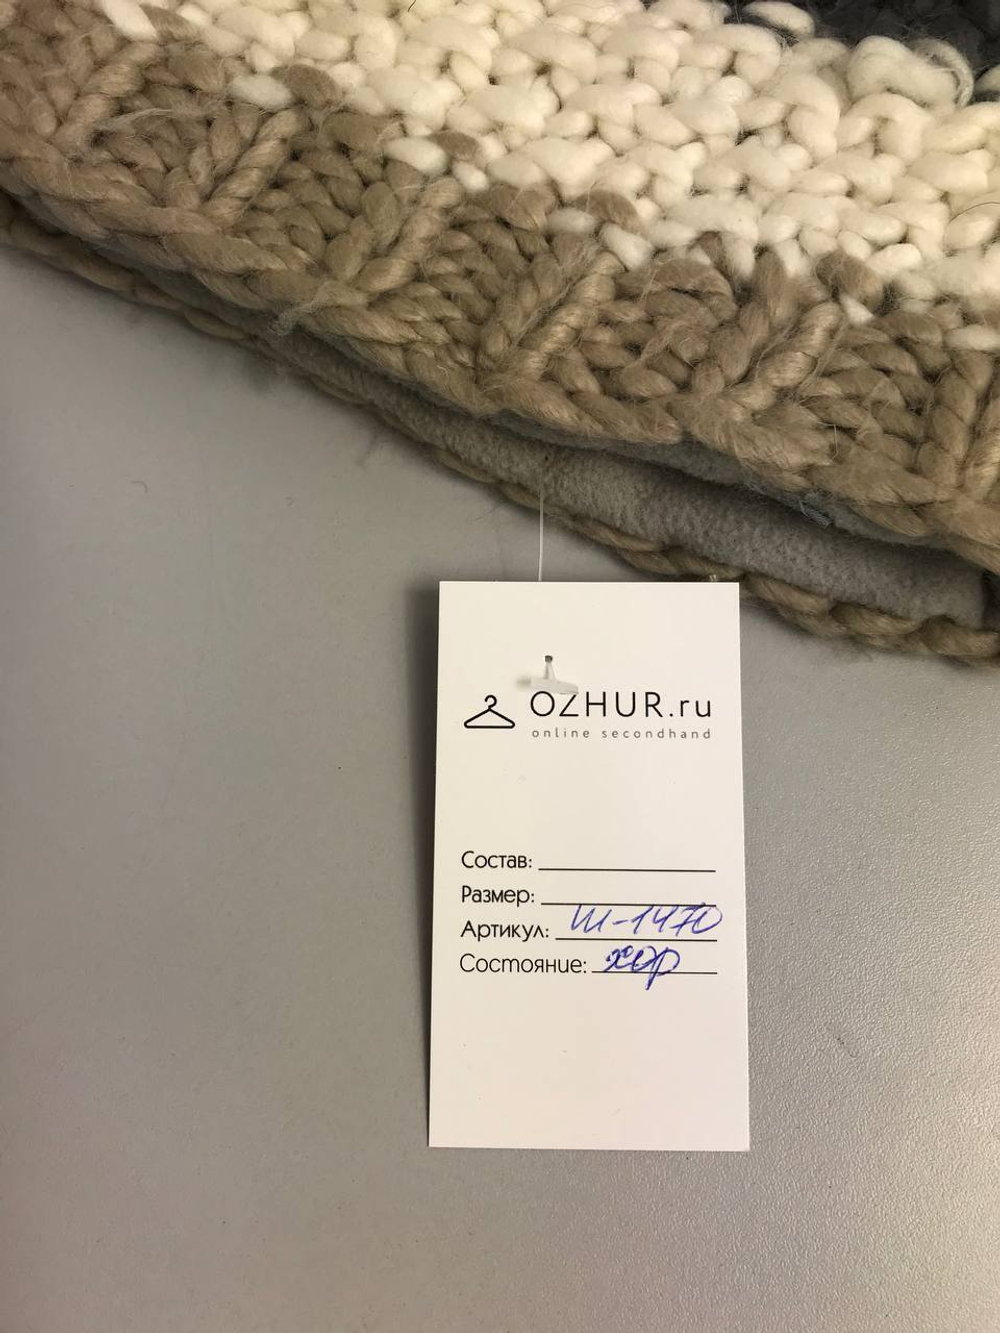 OZHUR.ru
online secondhand
Состав:
Размер:
Артикул: Ш-1470
Состояние: хор